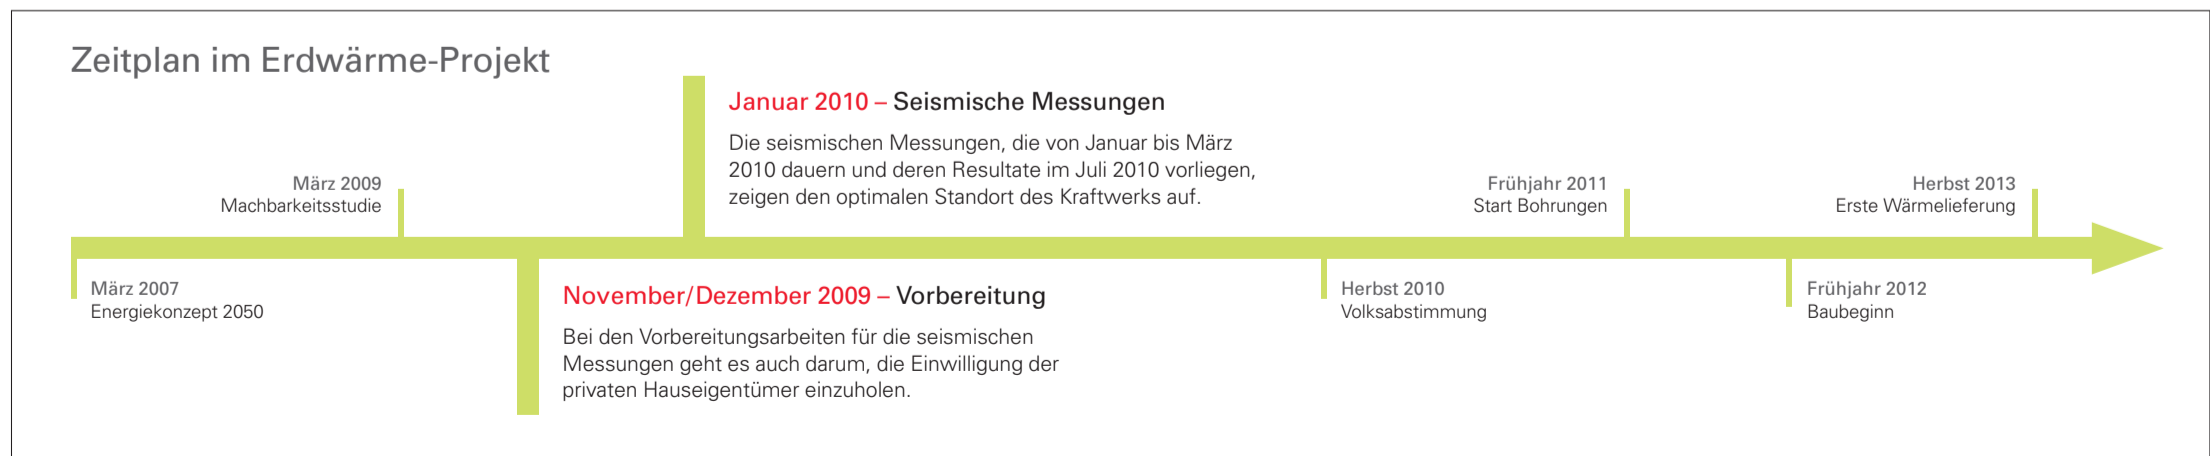 Zeitplan im Erdwärme-Projekt
März 2007
Energiekonzept 2050
März 2009
Machbarkeitsstudie
November/Dezember 2009 – Vorbereitung
Bei den Vorbereitungsarbeiten für die seismischen
Messungen geht es auch darum, die Einwilligung der
privaten Hauseigentümer einzuholen.
Januar 2010 – Seismische Messungen
Die seismischen Messungen, die von Januar bis März
2010 dauern und deren Resultate im Juli 2010 vorliegen,
zeigen den optimalen Standort des Kraftwerks auf.
Herbst 2010
Volksabstimmung
Frühjahr 2011
Start Bohrungen
Frühjahr 2012
Baubeginn
Herbst 2013
Erste Wärmelieferung